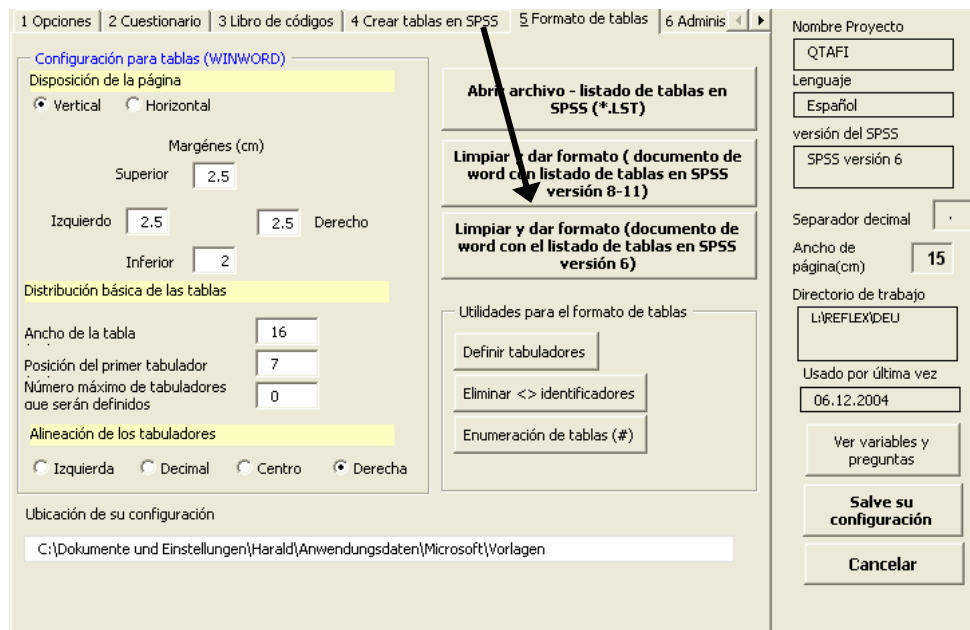 1 Opciones 2 Cuestionario 3 Libro de códigos 4 Crear tablas en SPSS 5 Formato de tablas 6 Adminis
Configuración para tablas (WINWORD)
Disposición de la página
Vertical Horizontal
Margénes (cm)
Superior 2.5
Izquierdo 2.5 2.5 Derecho
Inferior 2
Distribución básica de las tablas
Ancho de la tabla 16
Posición del primer tabulador 7
Número máximo de tabuladores
que serán definidos 0
Alineación de los tabuladores
Izquierda Decimal Centro Derecha
Ubicación de su configuración
C:\Dokumente und Einstellungen\Harald\Anwendungsdaten\Microsoft\Vorlagen
Abrir archivo - listado de tablas en
SPSS (*.LST)
Limpiar y dar formato ( documento de
word con listado de tablas en SPSS
versión 8-11)
Limpiar y dar formato (documento de
word con el listado de tablas en SPSS
versión 6)
Utilidades para el formato de tablas
Definir tabuladores
Eliminar <> identificadores
Enumeración de tablas (#)
Nombre Proyecto
QTAFI
Lenguaje
Español
versión del SPSS
SPSS versión 6
Separador decimal .
Ancho de
página(cm) 15
Directorio de trabajo
L:\REFLEX\DEU
Usado por última vez
06.12.2004
Ver variables y
preguntas
Salve su
configuración
Cancelar